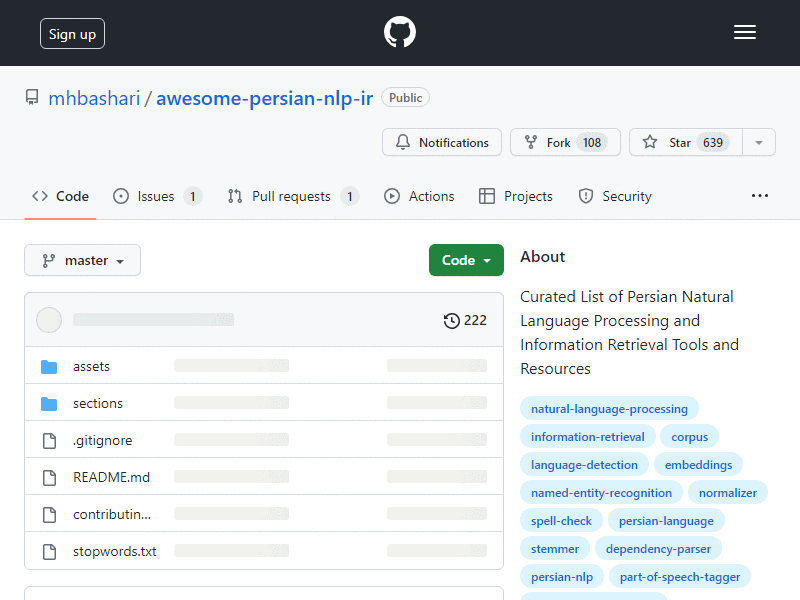 Sign up
mhbashari / awesome-persian-nlp-ir Public
Notifications Fork 108 Star 639
Code Issues 1 Pull requests 1 Actions Projects Security
master Code
222
assets
sections
.gitignore
README.md
contributin...
stopwords.txt
About
Curated List of Persian Natural
Language Processing and
Information Retrieval Tools and
Resources
natural-language-processing
information-retrieval corpus
language-detection embeddings
named-entity-recognition normalizer
spell-check persian-language
stemmer dependency-parser
persian-nlp part-of-speech-tagger